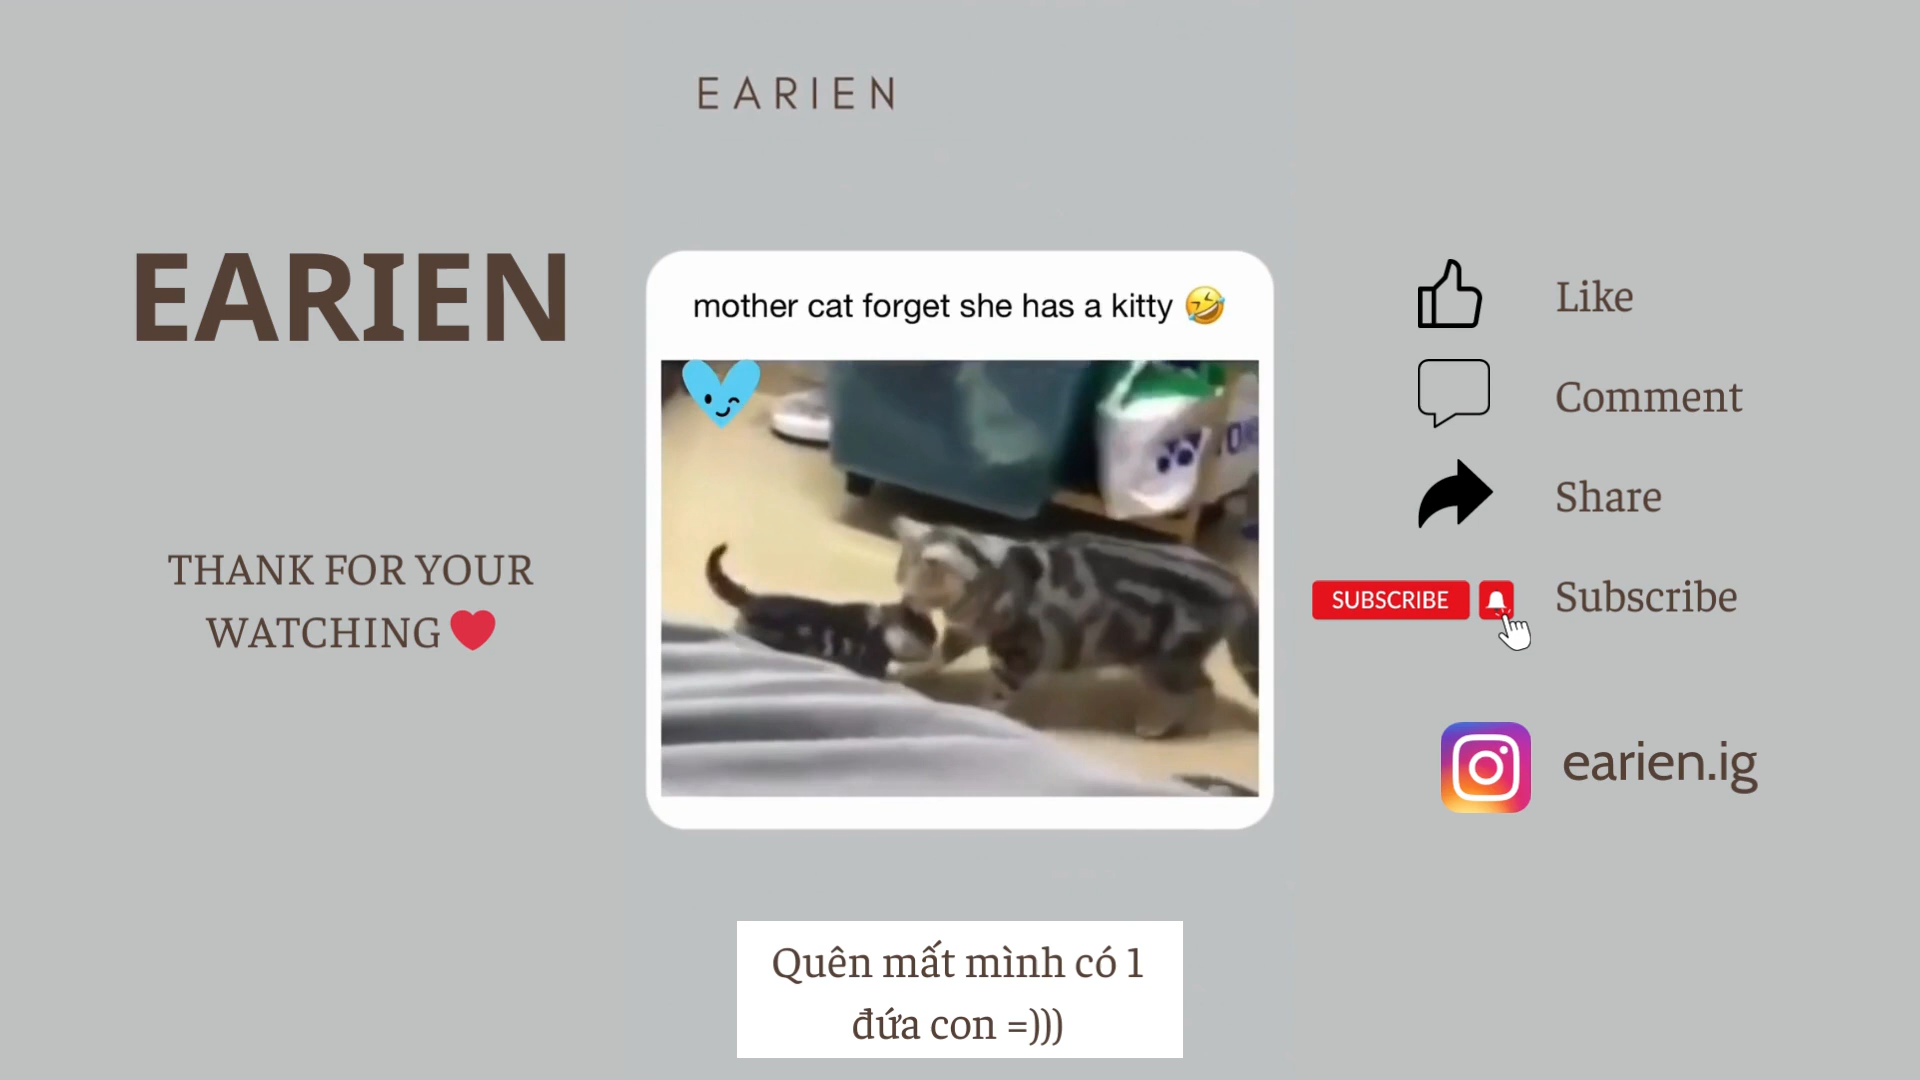 EARIEN
EARIEN
THANK FOR YOUR
WATCHING
mother cat forget she has a kitty
Like
Comment
Share
SUBSCRIBE
Subscribe
earien.ig
Quên mất mình có 1
đứa con =)))